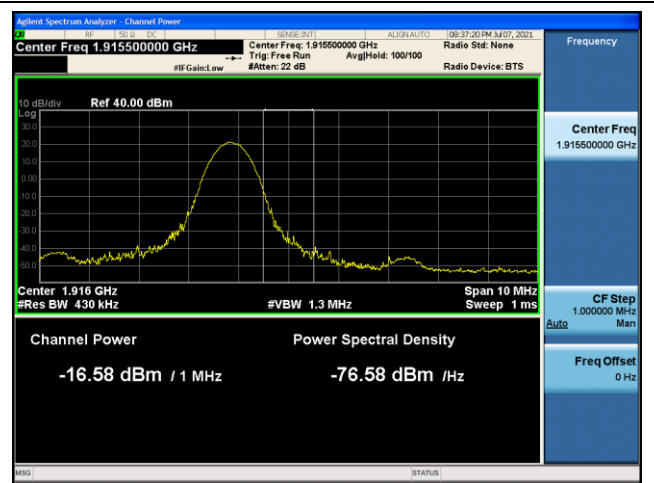 Agilent Spectrum Analyzer - Channel Power
RF 50 Ω DC SENSE:INT ALIGN AUTO 08:37:20 PM Jul 07, 2021
Center Freq 1.915500000 GHz
Center Freq: 1.915500000 GHz Radio Std: None
Trig: Free Run Avg|Hold: 100/100
#IFGain:Low #Atten: 22 dB Radio Device: BTS
10 dB/div Ref 40.00 dBm
Log
30.0
20.0
10.0
0.00
-10.0
-20.0
-30.0
-40.0
-50.0
Center 1.916 GHz Span 10 MHz
#Res BW 430 kHz #VBW 1.3 MHz Sweep 1 ms
Channel Power Power Spectral Density
-16.58 dBm / 1 MHz -76.58 dBm /Hz
MSG STATUS
Frequency
Center Freq
1.915500000 GHz
CF Step
1.000000 MHz
Auto Man
Freq Offset
0 Hz